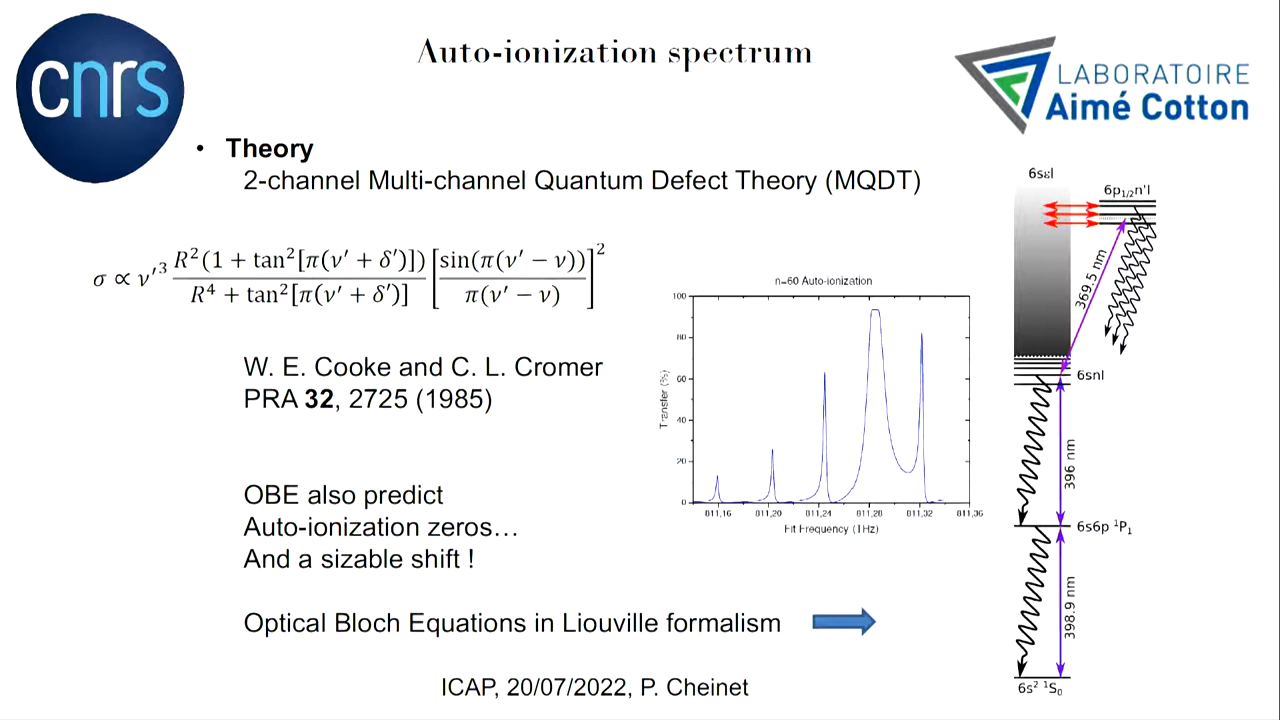 cnrs
Auto-ionization spectrum
LABORATOIRE
Aimé Cotton
• Theory
2-channel Multi-channel Quantum Defect Theory (MQDT)
σ ∝ ν′³ R²(1 + tan²[π(ν′ + δ′)]) / R⁴ + tan²[π(ν′ + δ′)] [sin(π(ν′ − ν)) / π(ν′ − ν)]²
W. E. Cooke and C. L. Cromer
PRA 32, 2725 (1985)
OBE also predict
Auto-ionization zeros…
And a sizable shift !
Optical Bloch Equations in Liouville formalism
n=60 Auto-ionization
Transfer (%)
100
80
60
40
20
0
811,16 811,20 811,24 811,28 811,32 811,36
Fit Frequency (THz)
6sεl
6p₁/₂n'l
369.5 nm
6snl
396 nm
6s6p ¹P₁
398.9 nm
6s² ¹S₀
ICAP, 20/07/2022, P. Cheinet